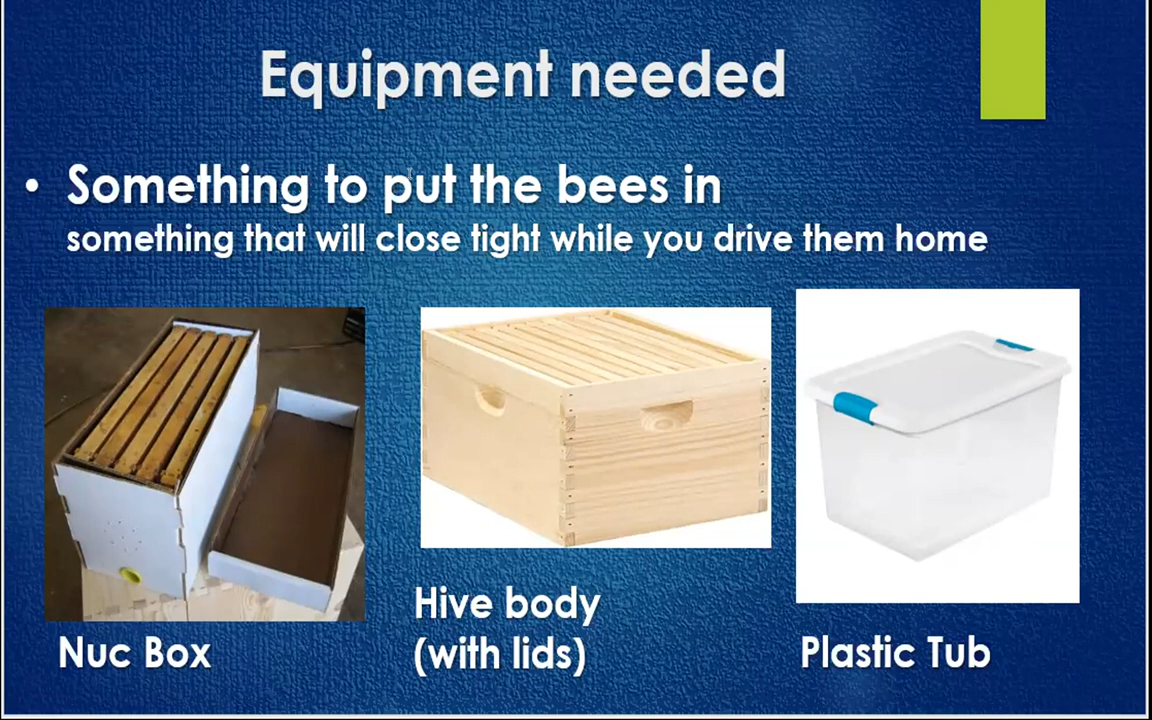 Equipment needed
• Something to put the bees in
something that will close tight while you drive them home
Nuc Box
Hive body
(with lids)
Plastic Tub